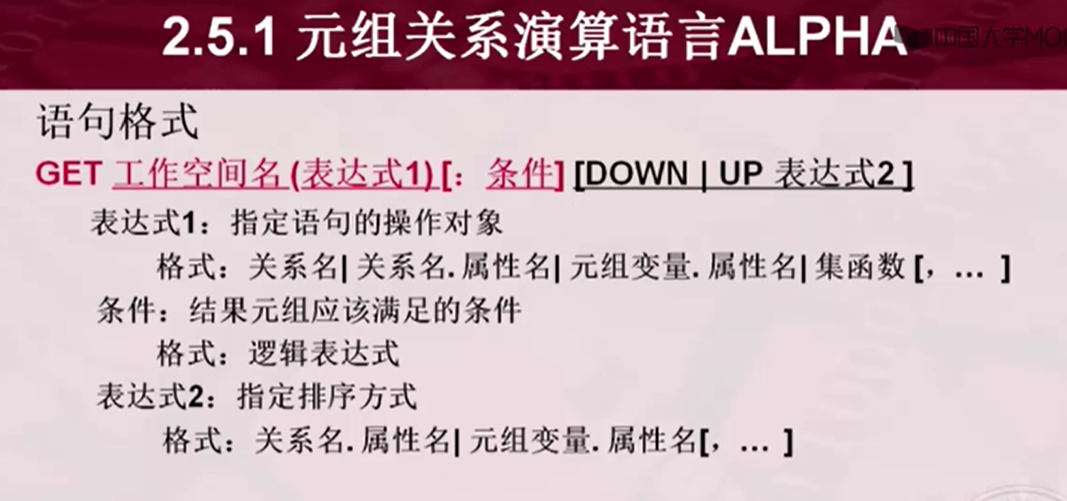 2.5.1 元组关系演算语言ALPHA
中国大学MO
语句格式
GET 工作空间名 (表达式1) [：条件] [DOWN | UP 表达式2 ]
表达式1：指定语句的操作对象
格式：关系名| 关系名. 属性名| 元组变量. 属性名| 集函数 [，… ]
条件：结果元组应该满足的条件
格式：逻辑表达式
表达式2：指定排序方式
格式：关系名. 属性名| 元组变量. 属性名[，… ]